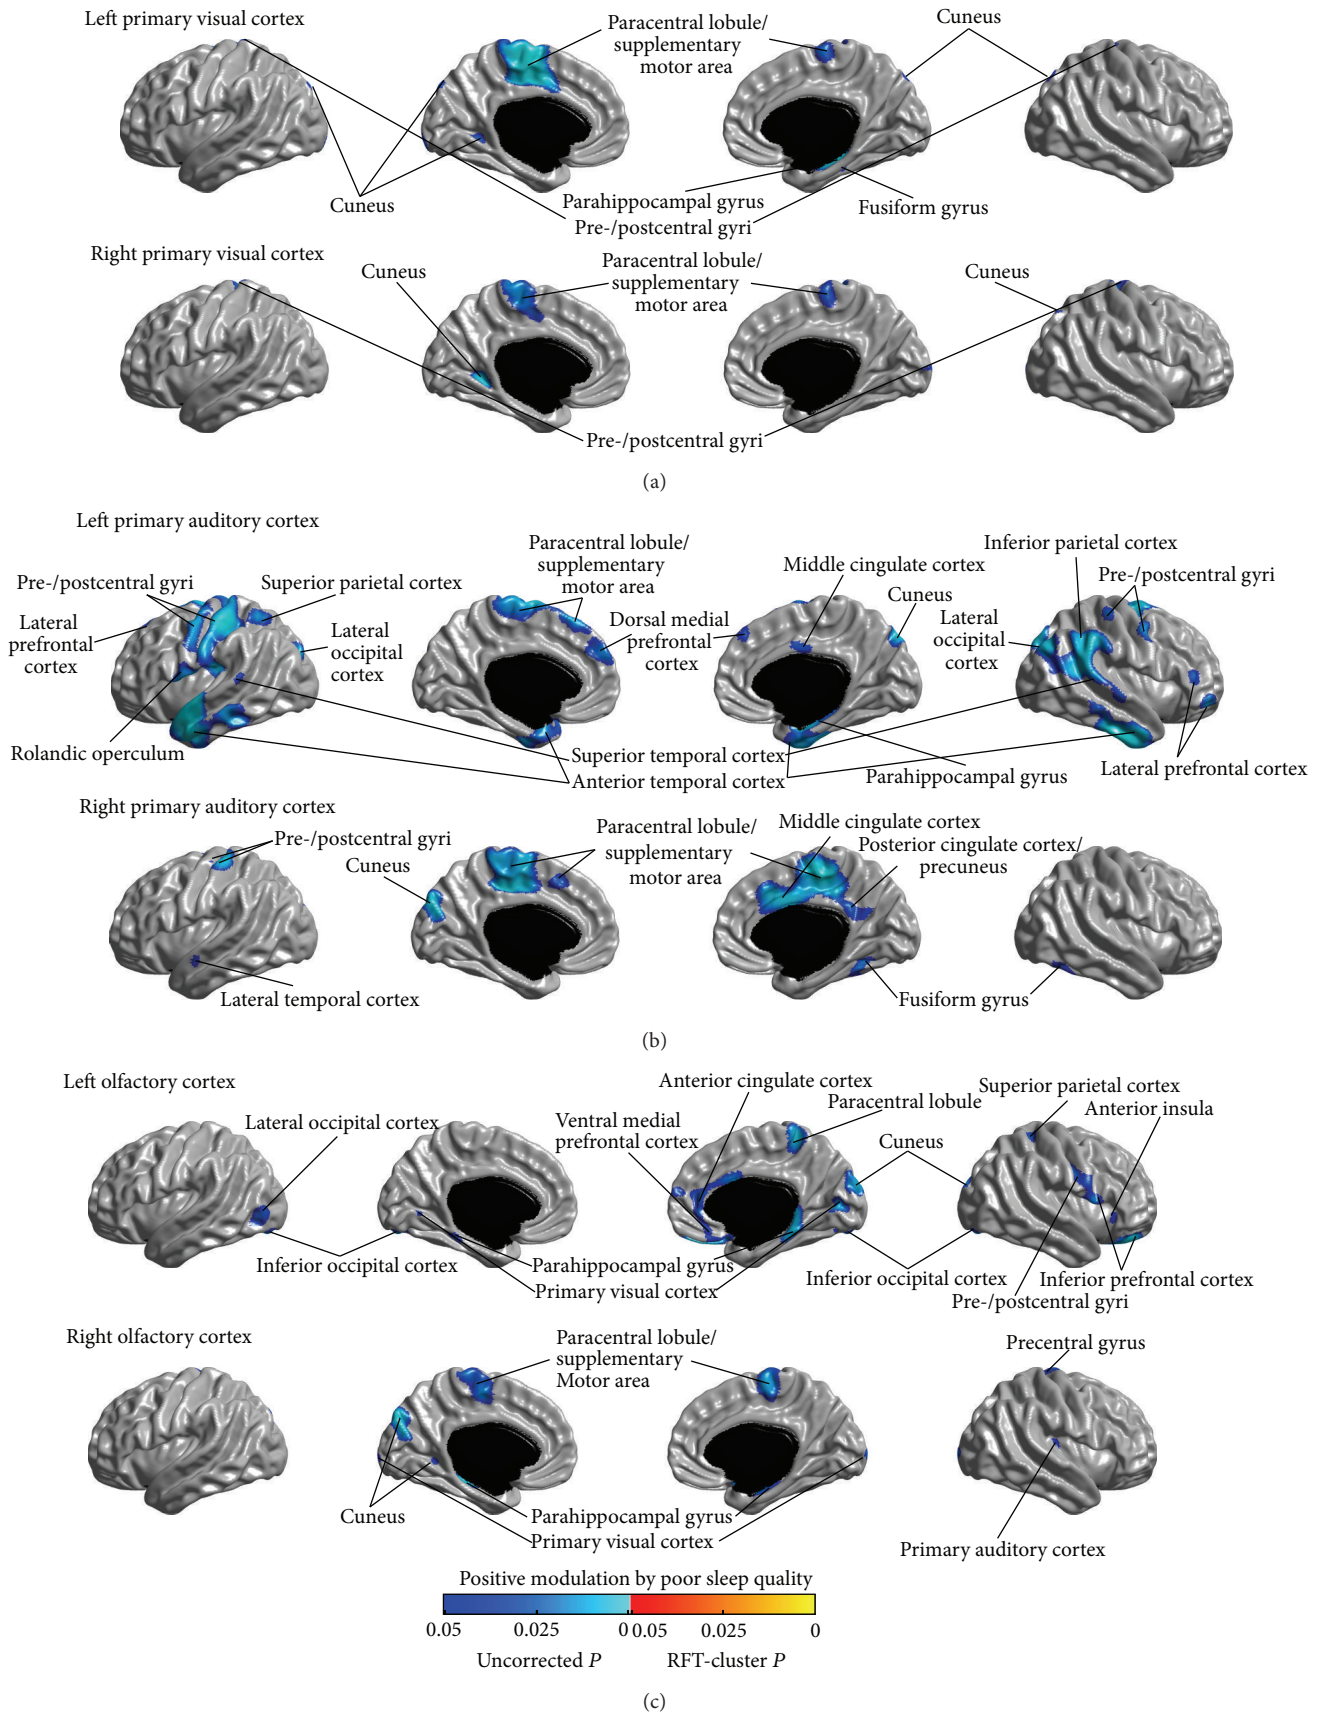 Left primary visual cortex
Paracentral lobule/
supplementary
motor area
Cuneus
Cuneus
Parahippocampal gyrus
Fusiform gyrus
Pre-/postcentral gyri
Right primary visual cortex
Cuneus
Paracentral lobule/
supplementary
motor area
Cuneus
Pre-/postcentral gyri
(a)
Left primary auditory cortex
Pre-/postcentral gyri
Superior parietal cortex
Lateral
prefrontal
cortex
Lateral
occipital
cortex
Rolandic operculum
Paracentral lobule/
supplementary
motor area
Dorsal medial
prefrontal
cortex
Middle cingulate cortex
Cuneus
Inferior parietal cortex
Pre-/postcentral gyri
Lateral
occipital
cortex
Superior temporal cortex
Anterior temporal cortex
Parahippocampal gyrus
Lateral prefrontal cortex
Right primary auditory cortex
Pre-/postcentral gyri
Cuneus
Paracentral lobule/
supplementary
motor area
Middle cingulate cortex
Posterior cingulate cortex/
precuneus
Lateral temporal cortex
Fusiform gyrus
(b)
Left olfactory cortex
Lateral occipital cortex
Anterior cingulate cortex
Paracentral lobule
Ventral medial
prefrontal cortex
Cuneus
Superior parietal cortex
Anterior insula
Inferior occipital cortex
Parahippocampal gyrus
Primary visual cortex
Inferior occipital cortex
Inferior prefrontal cortex
Pre-/postcentral gyri
Right olfactory cortex
Paracentral lobule/
supplementary
Motor area
Precentral gyrus
Cuneus
Parahippocampal gyrus
Primary visual cortex
Primary auditory cortex
Positive modulation by poor sleep quality
0.05 0.025 0 0.05 0.025 0
Uncorrected P RFT-cluster P
(c)